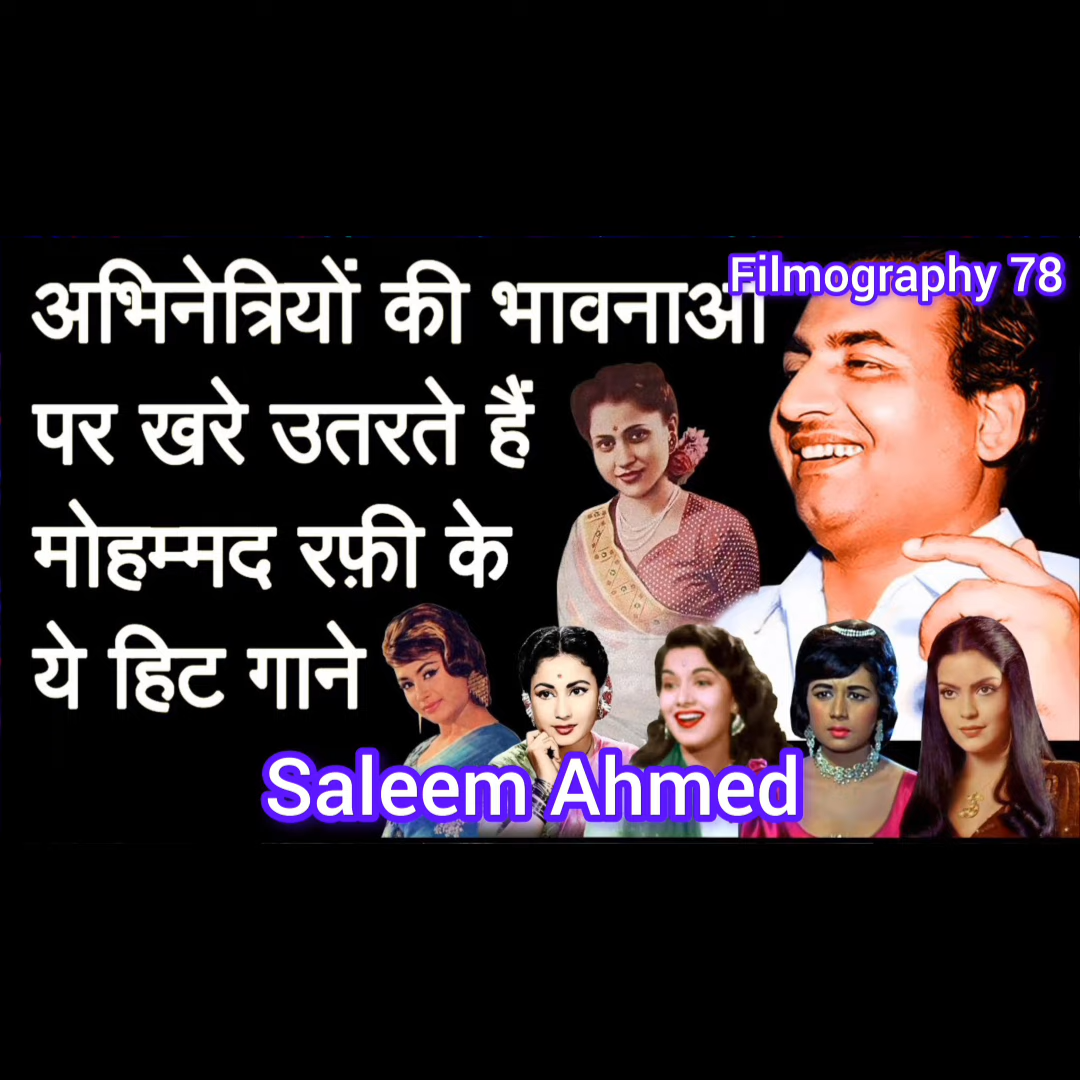 Filmography 78
अभिनेत्रियों की भावनाओं
पर खरे उतरते हैं
मोहम्मद रफ़ी के
ये हिट गाने
Saleem Ahmed